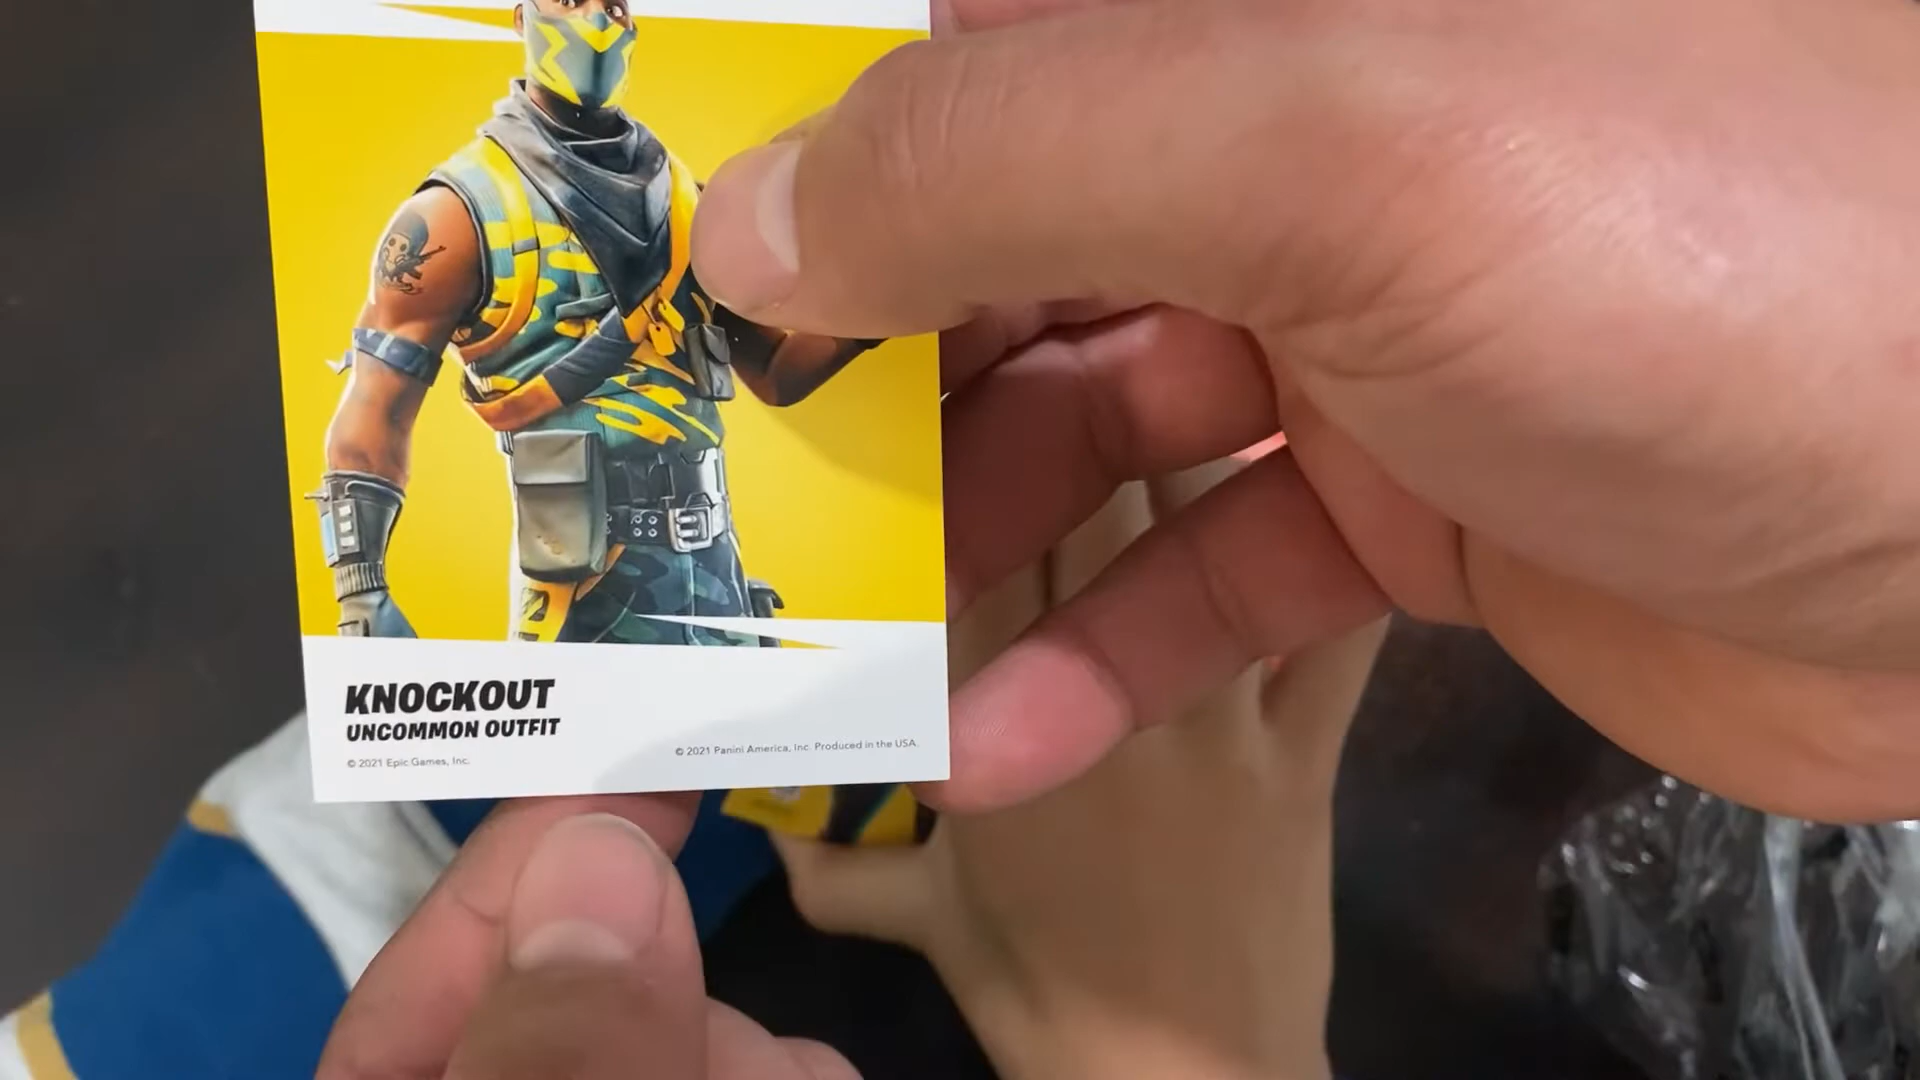 KNOCKOUT
UNCOMMON OUTFIT
© 2021 Epic Games, Inc.
© 2021 Panini America, Inc. Produced in the USA.